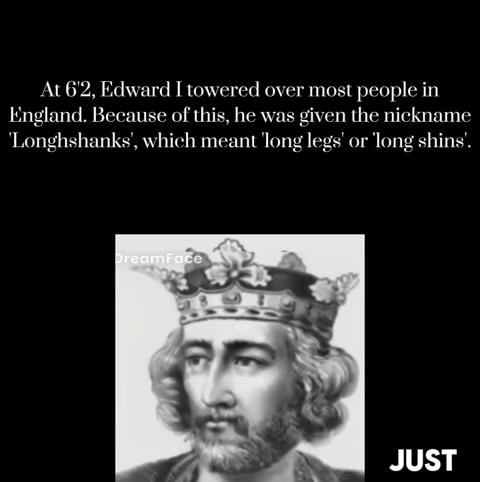 At 6'2, Edward I towered over most people in
England. Because of this, he was given the nickname
'Longhshanks', which meant 'long legs' or 'long shins'.
DreamFace
JUST